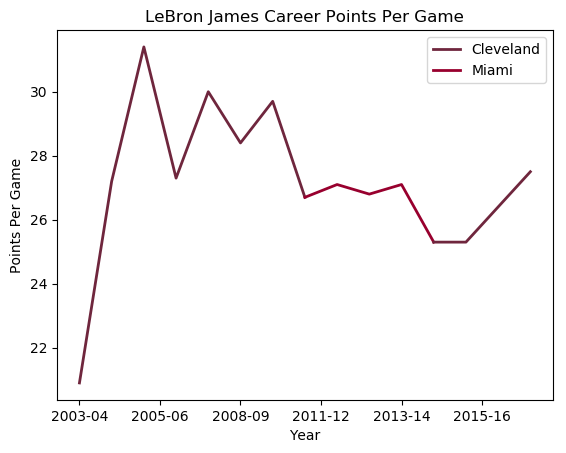 LeBron James Career Points Per Game
Cleveland
Miami
Points Per Game
30
28
26
24
22
2003-04 2005-06 2008-09 2011-12 2013-14 2015-16
Year